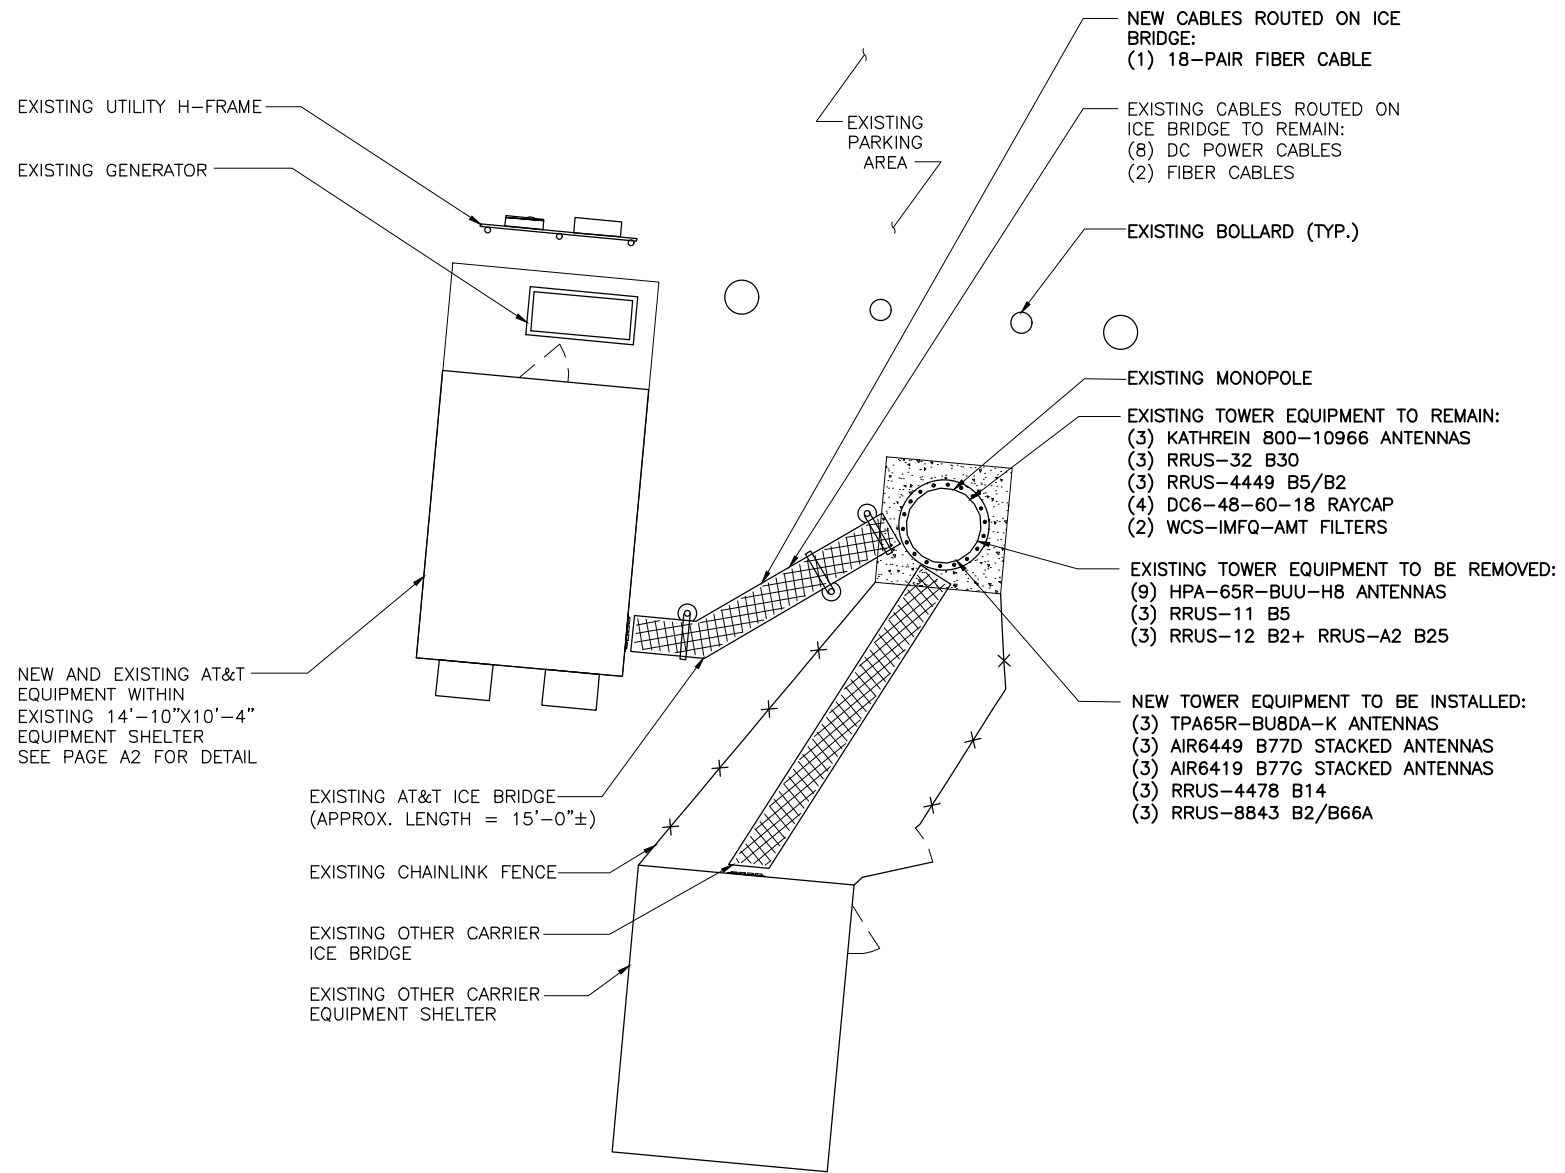 NEW CABLES ROUTED ON ICE
BRIDGE:
(1) 18-PAIR FIBER CABLE
EXISTING UTILITY H-FRAME
EXISTING CABLES ROUTED ON
ICE BRIDGE TO REMAIN:
(8) DC POWER CABLES
(2) FIBER CABLES
EXISTING
PARKING
AREA
EXISTING GENERATOR
EXISTING BOLLARD (TYP.)
EXISTING MONOPOLE
EXISTING TOWER EQUIPMENT TO REMAIN:
(3) KATHREIN 800-10966 ANTENNAS
(3) RRUS-32 B30
(3) RRUS-4449 B5/B2
(4) DC6-48-60-18 RAYCAP
(2) WCS-IMFQ-AMT FILTERS
EXISTING TOWER EQUIPMENT TO BE REMOVED:
(9) HPA-65R-BUU-H8 ANTENNAS
(3) RRUS-11 B5
(3) RRUS-12 B2+ RRUS-A2 B25
NEW AND EXISTING AT&T
EQUIPMENT WITHIN
EXISTING 14'-10"X10'-4"
EQUIPMENT SHELTER
SEE PAGE A2 FOR DETAIL
NEW TOWER EQUIPMENT TO BE INSTALLED:
(3) TPA65R-BU8DA-K ANTENNAS
(3) AIR6449 B77D STACKED ANTENNAS
(3) AIR6419 B77G STACKED ANTENNAS
(3) RRUS-4478 B14
(3) RRUS-8843 B2/B66A
EXISTING AT&T ICE BRIDGE
(APPROX. LENGTH = 15'-0"±)
EXISTING CHAINLINK FENCE
EXISTING OTHER CARRIER
ICE BRIDGE
EXISTING OTHER CARRIER
EQUIPMENT SHELTER